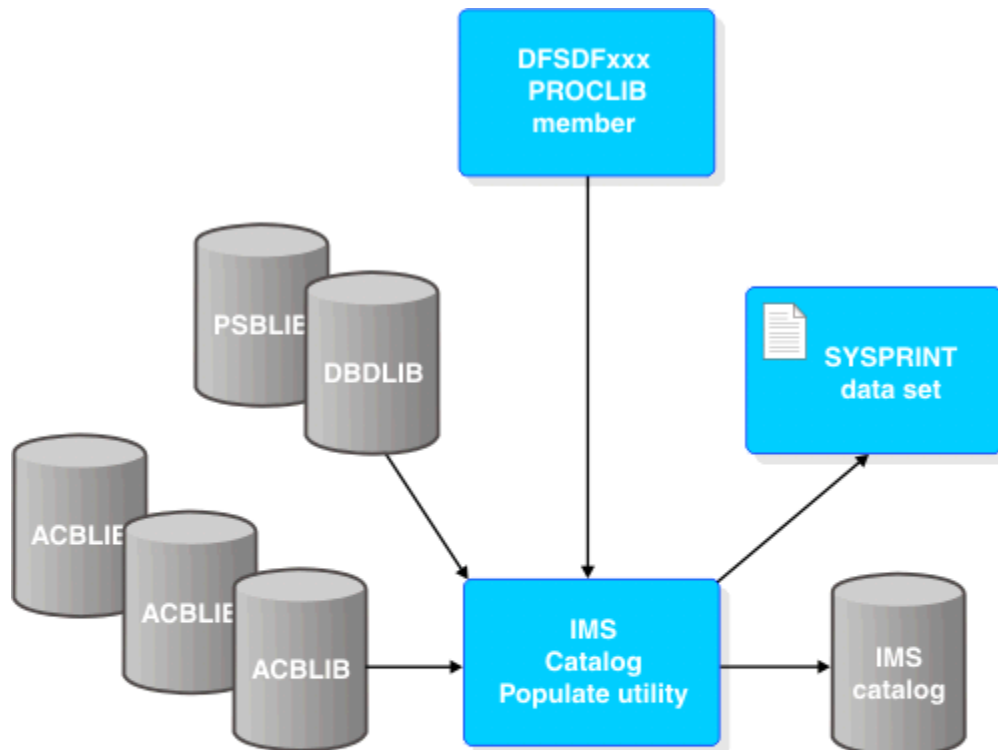 DFSDFxxx
PROCLIB
member
PSBLIB
DBDLIB
SYSPRINT
data set
ACBLIB
ACBLIB
ACBLIB
IMS
Catalog
Populate utility
IMS
catalog